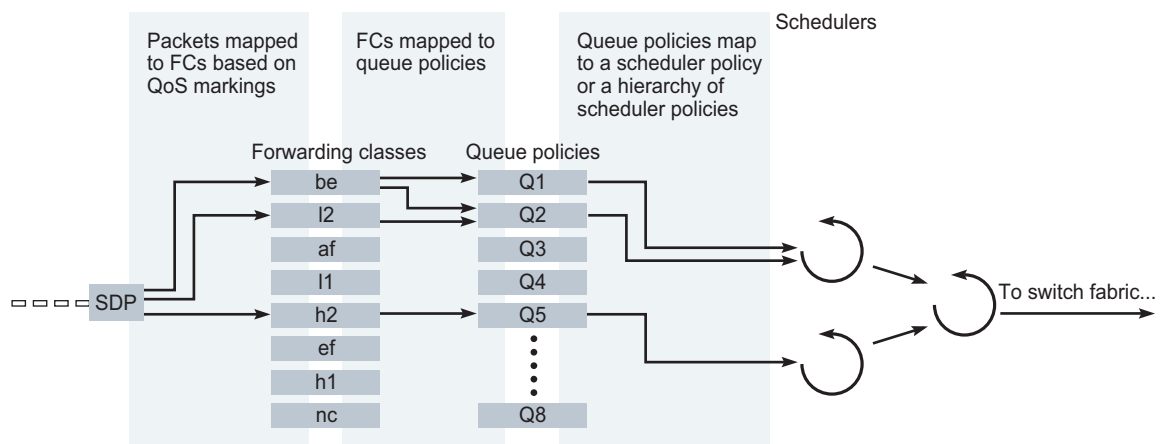 Schedulers
Packets mapped
to FCs based on
QoS markings
FCs mapped to
queue policies
Queue policies map
to a scheduler policy
or a hierarchy of
scheduler policies
Forwarding classes
Queue policies
be
Q1
l2
Q2
af
Q3
l1
Q4
SDP
h2
Q5
To switch fabric...
ef
h1
nc
Q8